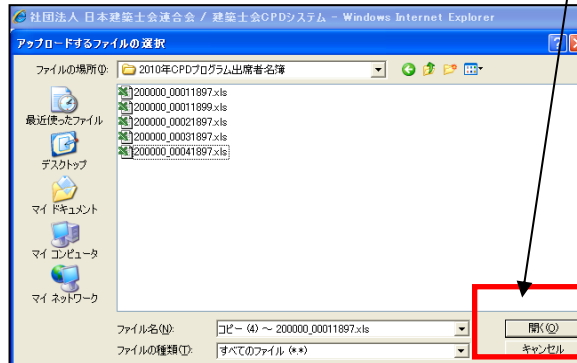 社団法人 日本建築士会連合会 / 建築士会CPDシステム - Windows Internet Explorer
アップロードするファイルの選択
ファイルの場所(I):
2010年CPDプログラム出席者名簿
200000_00011897.xls
200000_00011899.xls
200000_00021897.xls
200000_00031897.xls
200000_00041897.xls
最近使ったファイル
デスクトップ
マイ ドキュメント
マイ コンピュータ
マイ ネットワーク
ファイル名(N):
コピー (4) ~ 200000_00011897.xls
開く(O)
ファイルの種類(T):
すべてのファイル (*.*)
キャンセル